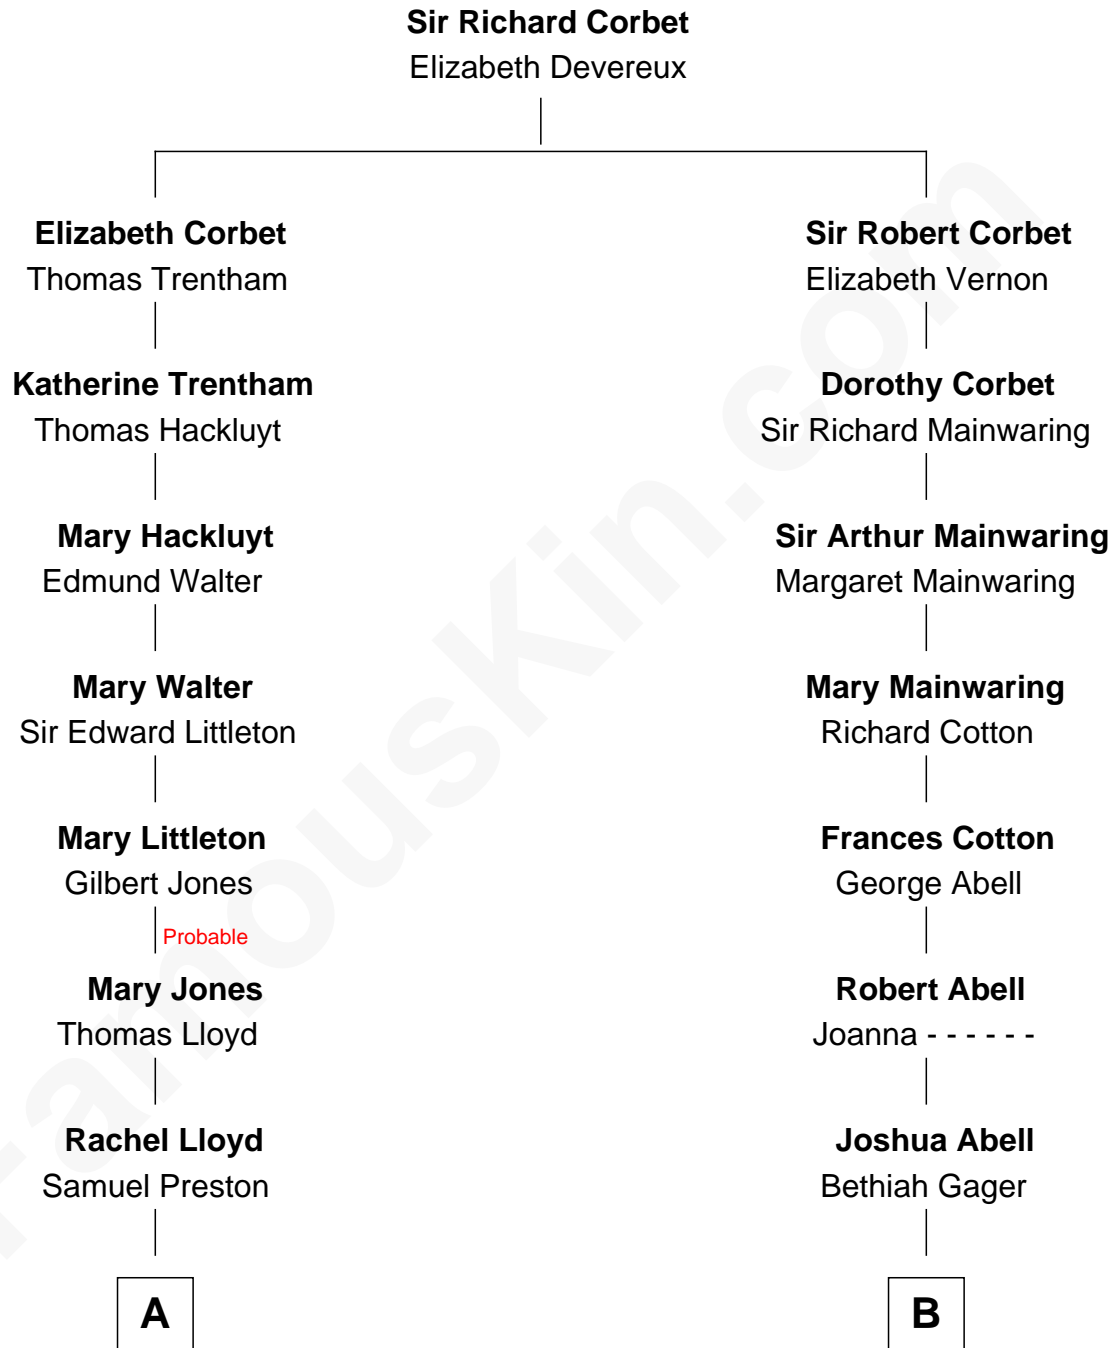 Sir Richard Corbet
Elizabeth Devereux
Elizabeth Corbet
Thomas Trentham
Sir Robert Corbet
Elizabeth Vernon
Katherine Trentham
Thomas Hackluyt
Dorothy Corbet
Sir Richard Mainwaring
Mary Hackluyt
Edmund Walter
Sir Arthur Mainwaring
Margaret Mainwaring
Mary Walter
Sir Edward Littleton
Mary Mainwaring
Richard Cotton
Mary Littleton
Gilbert Jones
Frances Cotton
George Abell
Probable
Mary Jones
Thomas Lloyd
Robert Abell
Joanna - - - - - -
Rachel Lloyd
Samuel Preston
Joshua Abell
Bethiah Gager
A
B
FamousKin.com